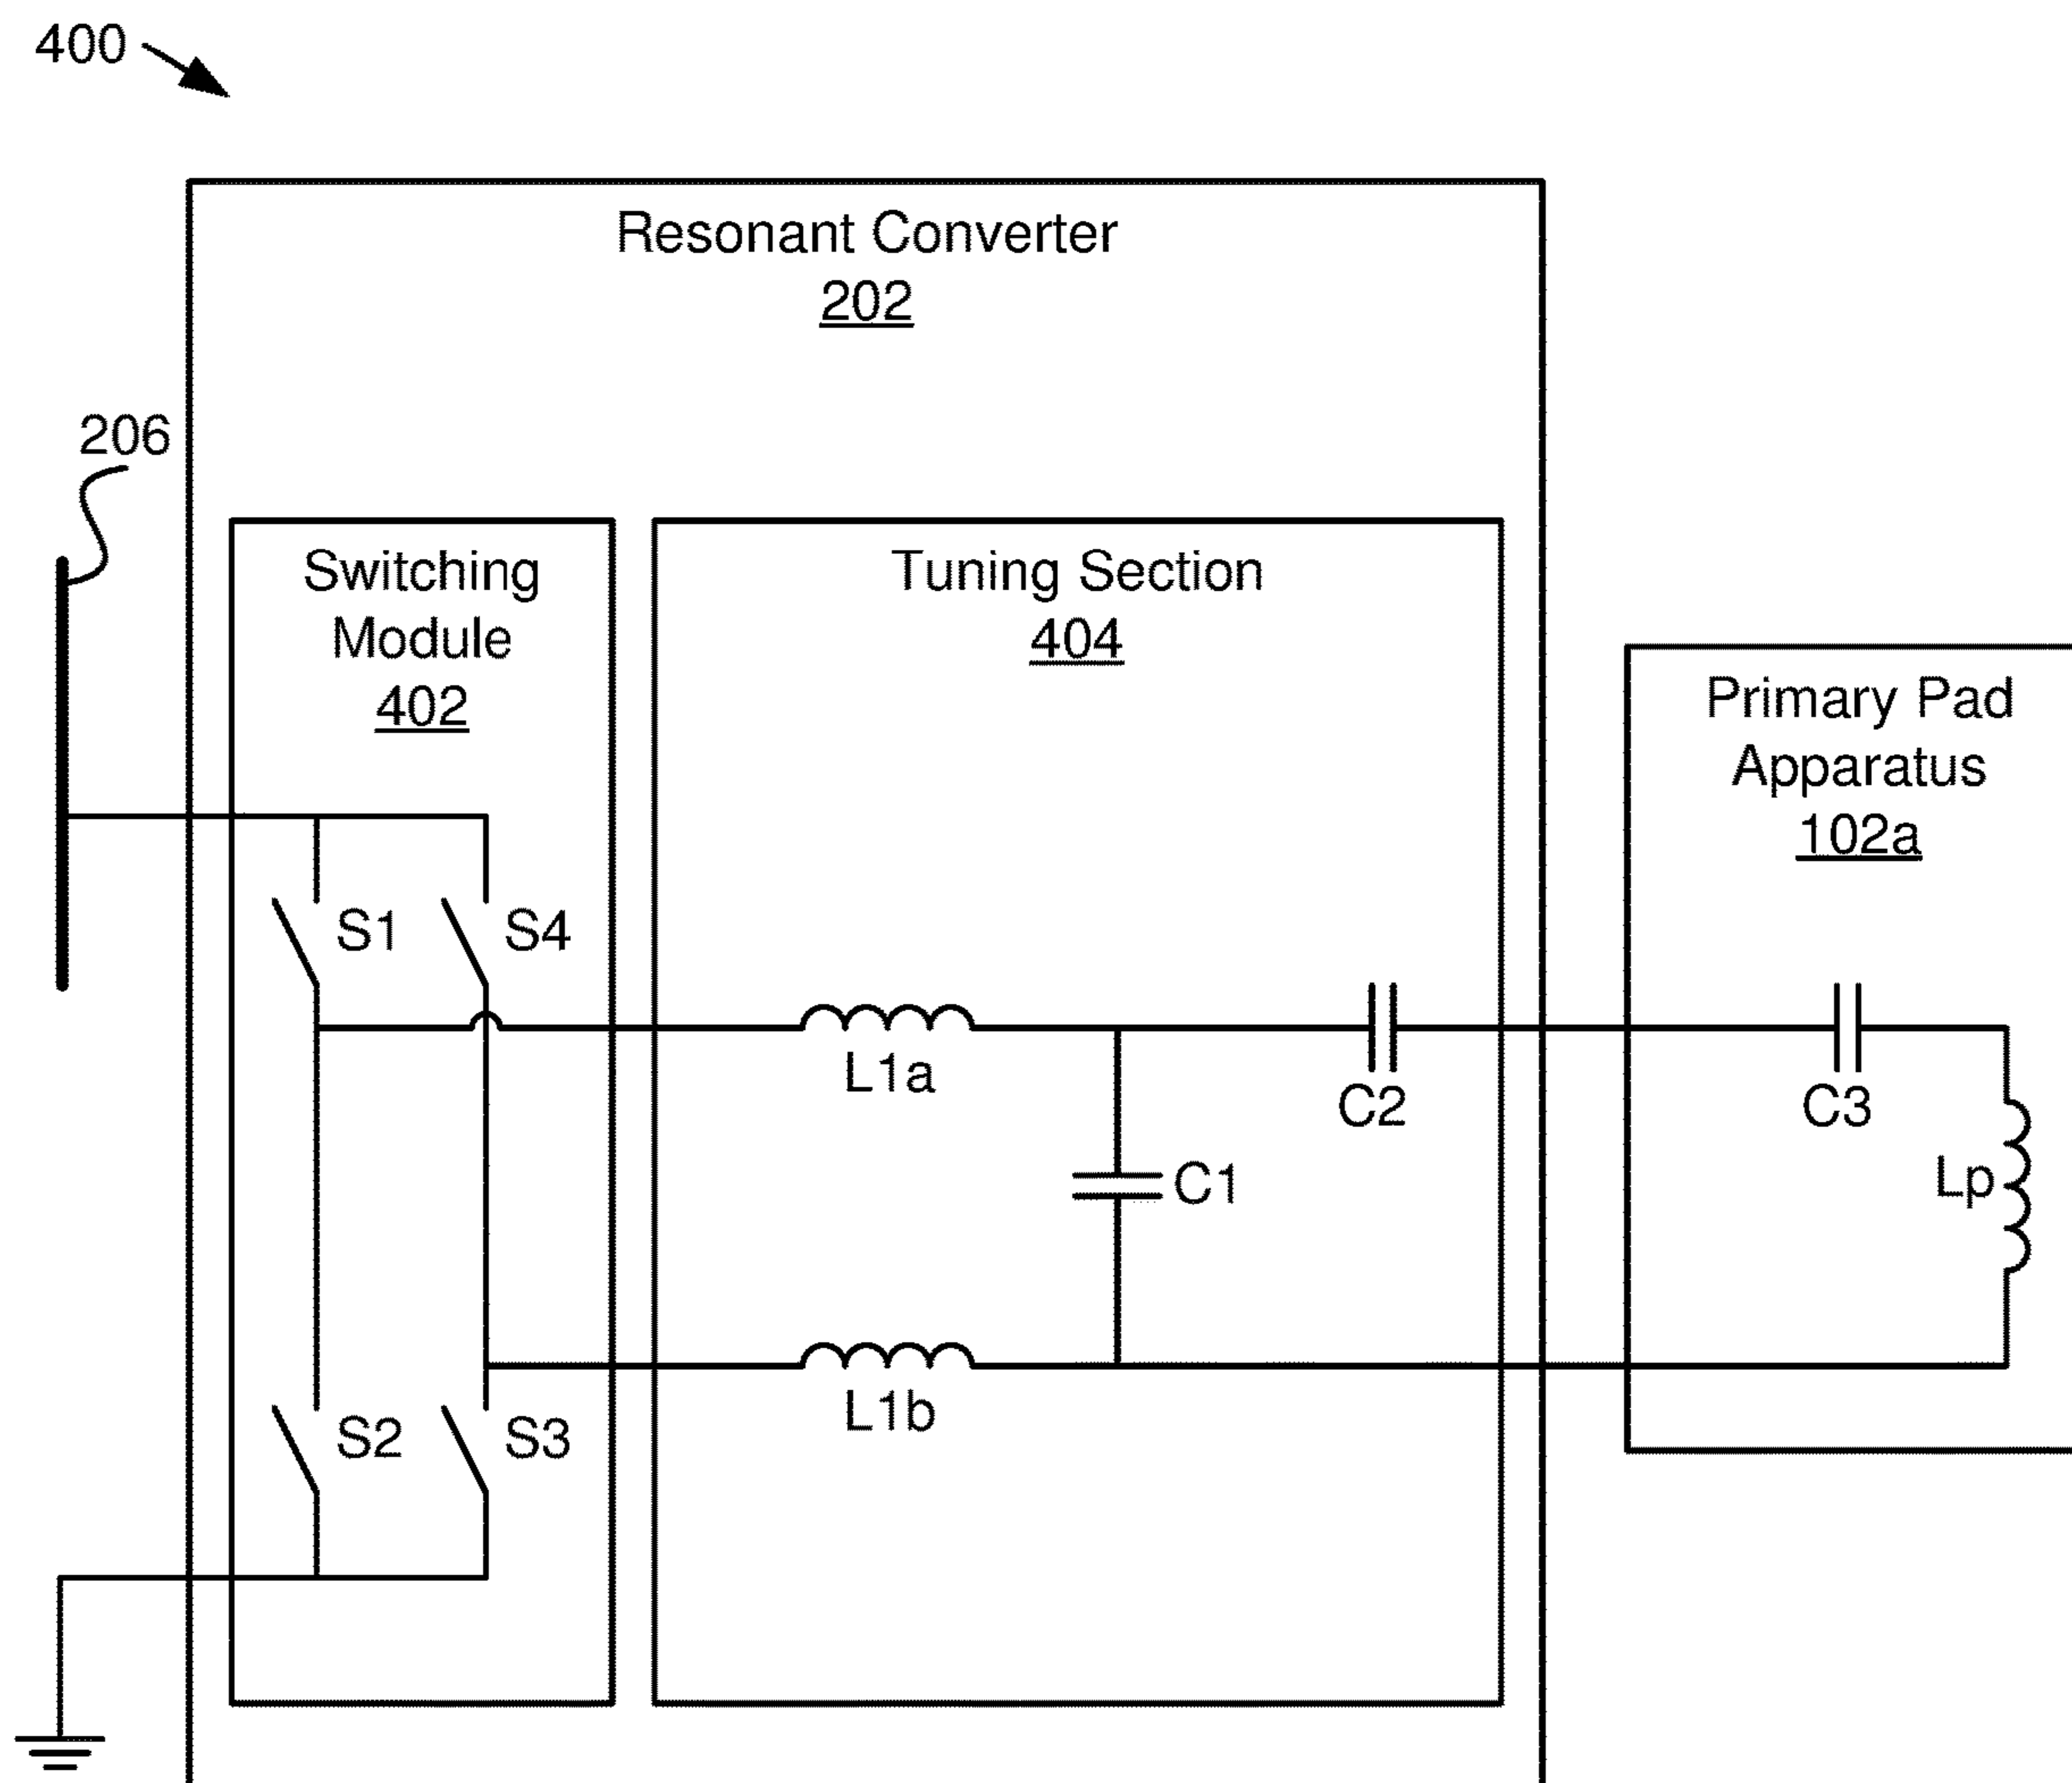 400
Resonant Converter
202
206
Switching
Module
402
Tuning Section
404
Primary Pad
Apparatus
102a
S1
S4
L1a
C2
C3
C1
Lp
L1b
S2
S3